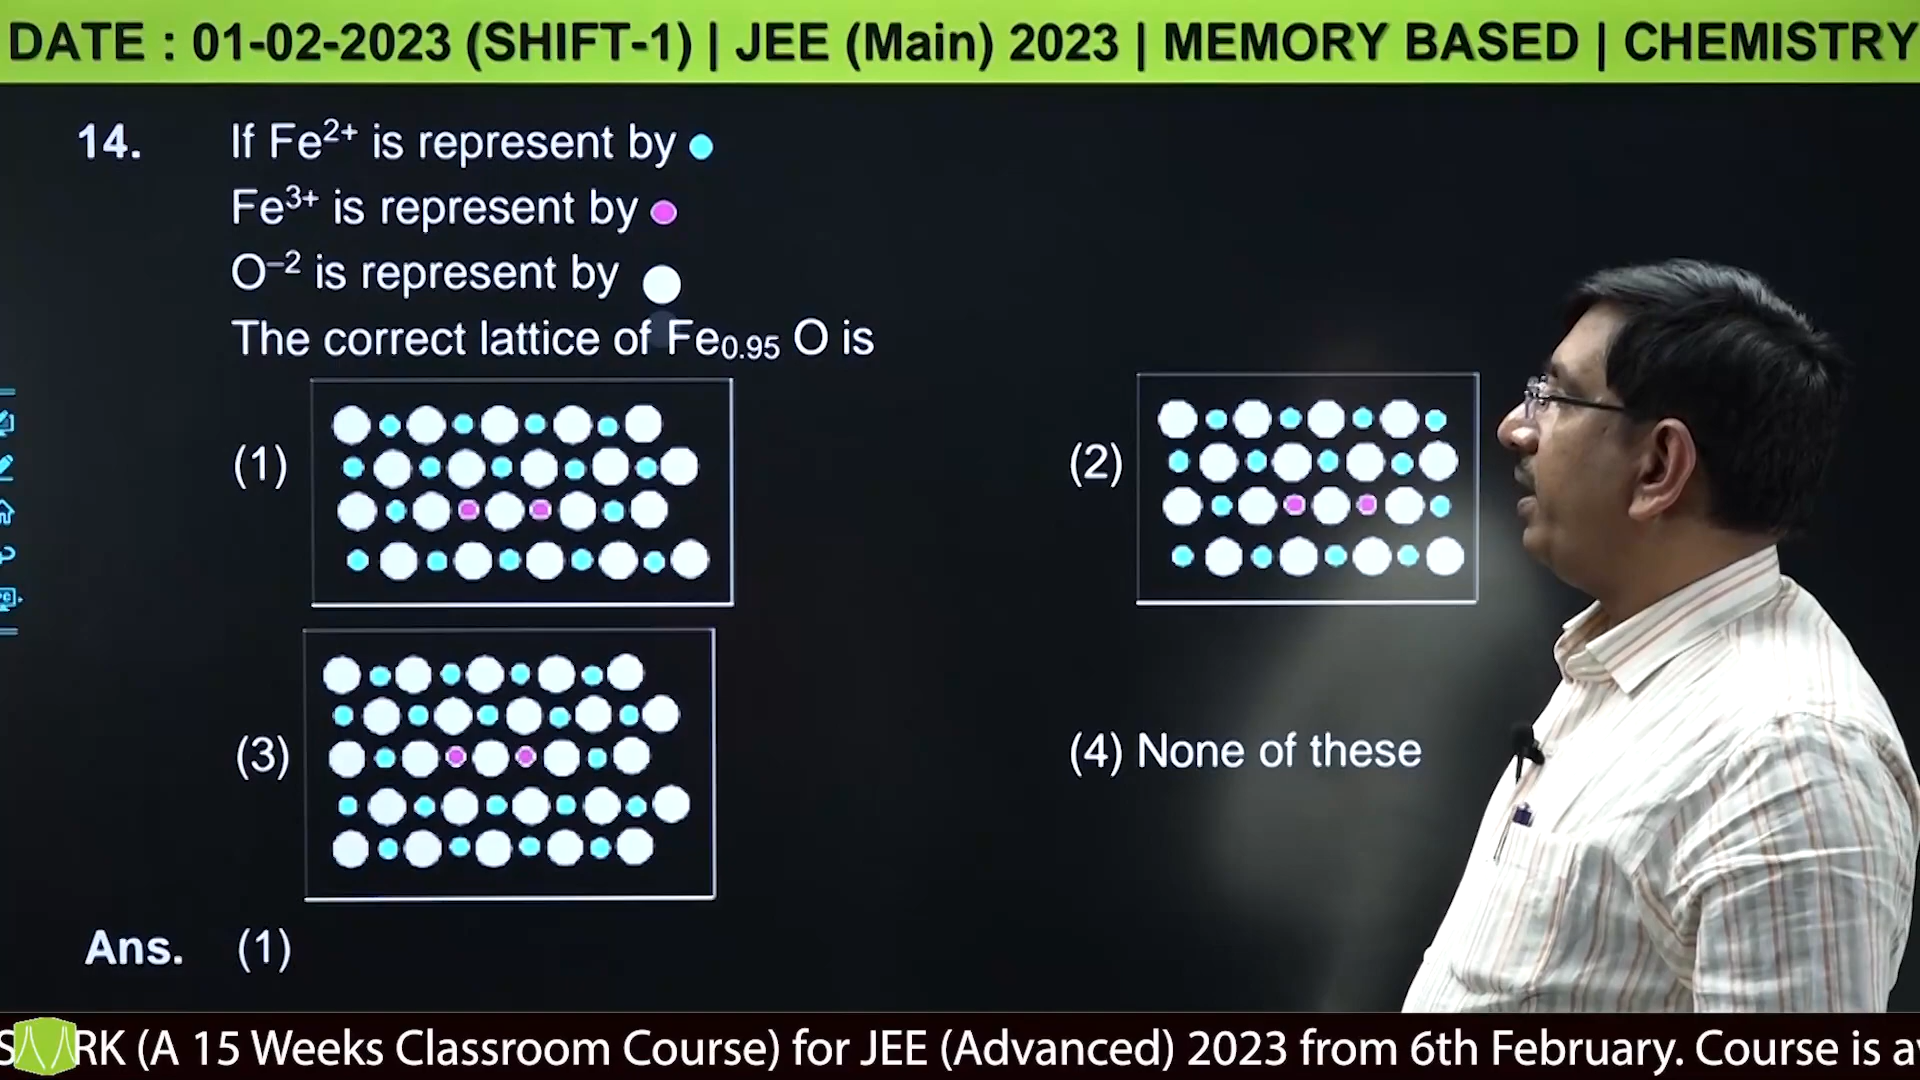 DATE : 01-02-2023 (SHIFT-1) | JEE (Main) 2023 | MEMORY BASED | CHEMISTRY
14. If Fe²⁺ is represent by
Fe³⁺ is represent by
O⁻² is represent by
The correct lattice of Fe₀.₉₅ O is
(1)
(2)
(3)
(4) None of these
Ans. (1)
RK (A 15 Weeks Classroom Course) for JEE (Advanced) 2023 from 6th February. Course is a